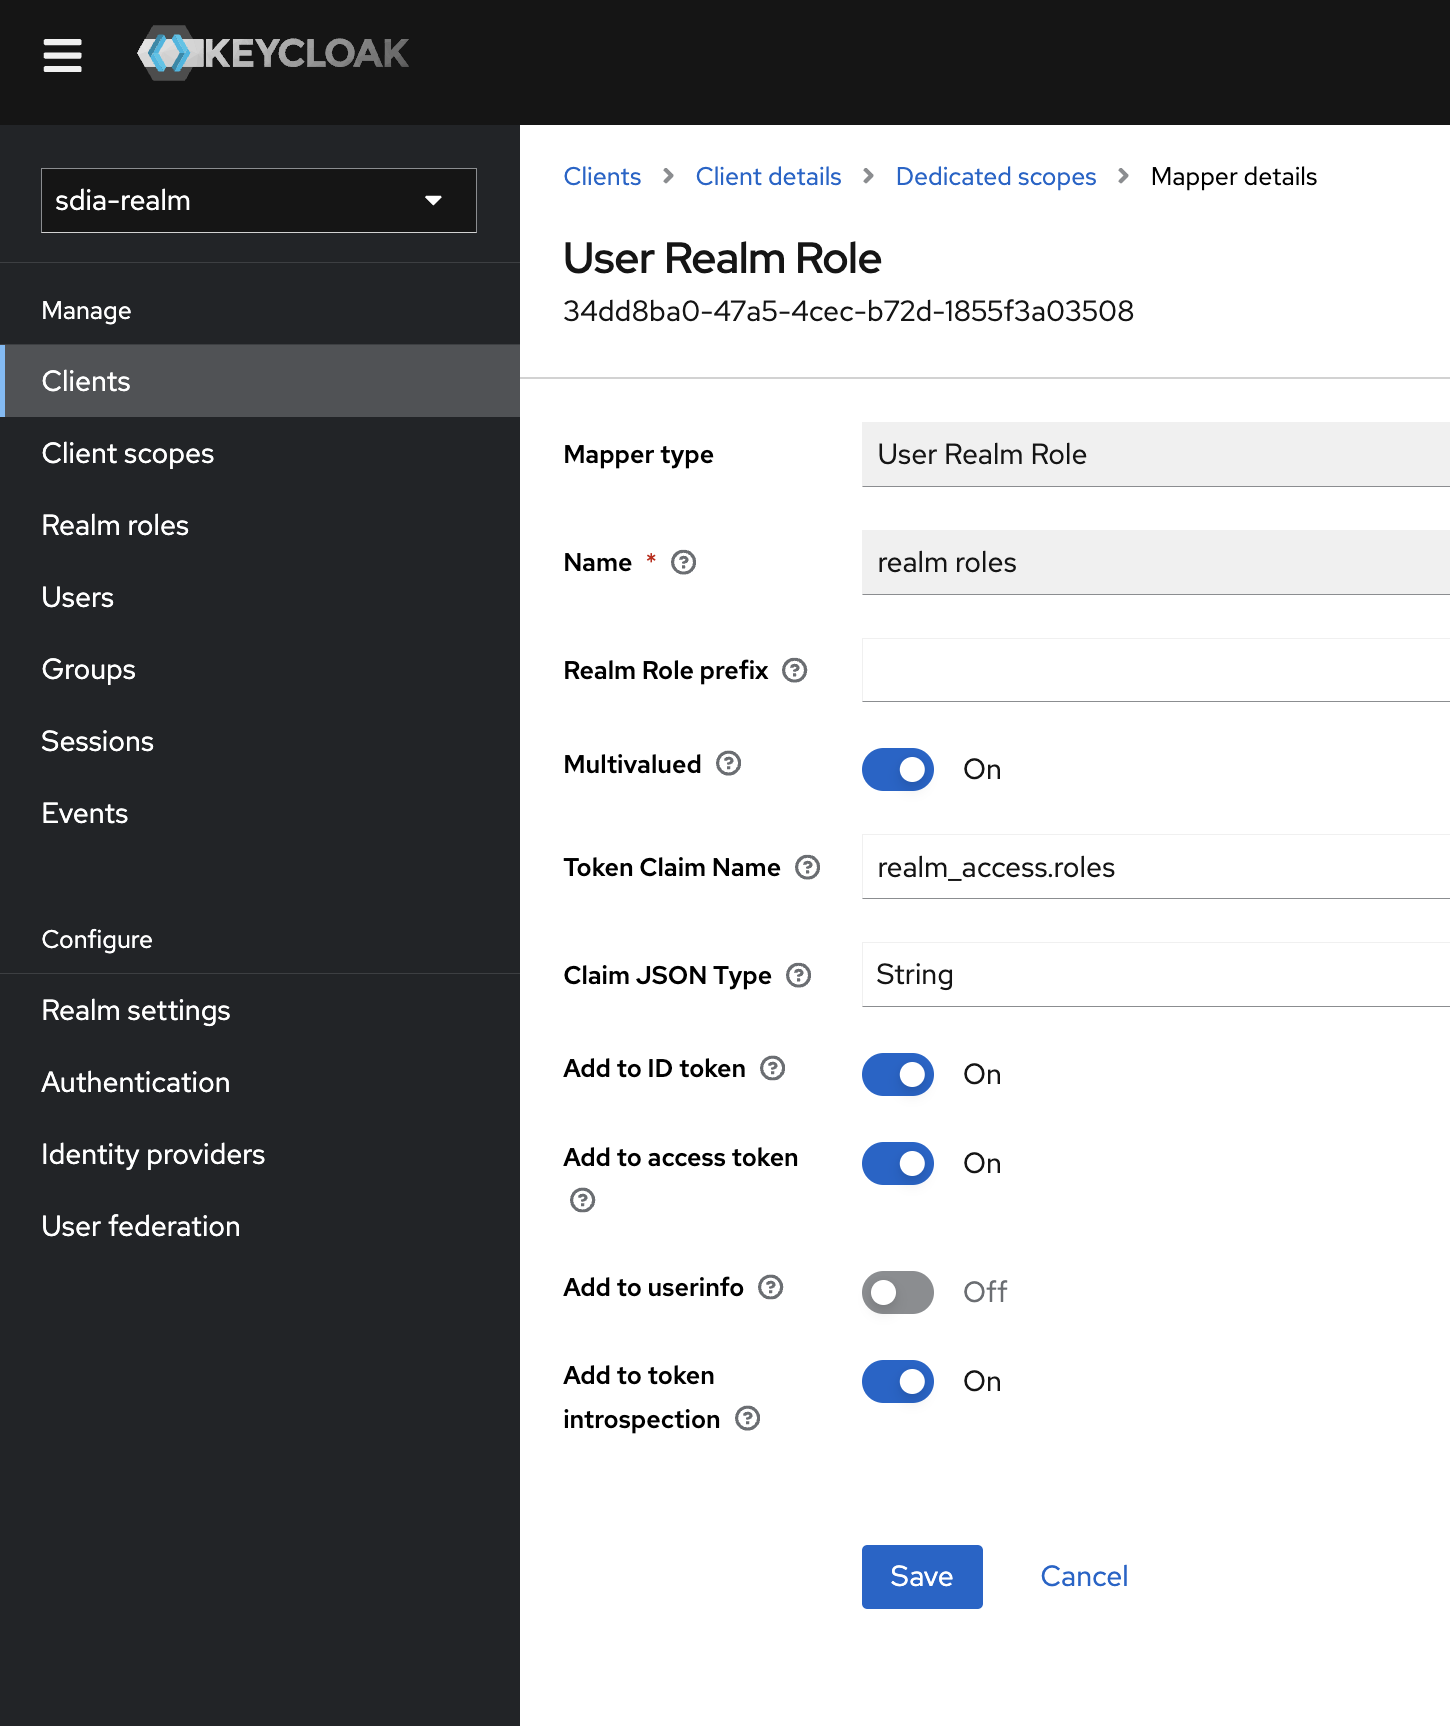 KEYCLOAK
sdia-realm
Manage
Clients
Client scopes
Realm roles
Users
Groups
Sessions
Events
Configure
Realm settings
Authentication
Identity providers
User federation
Clients > Client details > Dedicated scopes > Mapper details
User Realm Role
34dd8ba0-47a5-4cec-b72d-1855f3a03508
Mapper type User Realm Role
Name * realm roles
Realm Role prefix
Multivalued On
Token Claim Name realm_access.roles
Claim JSON Type String
Add to ID token On
Add to access token On
Add to userinfo Off
Add to token
introspection On
Save Cancel